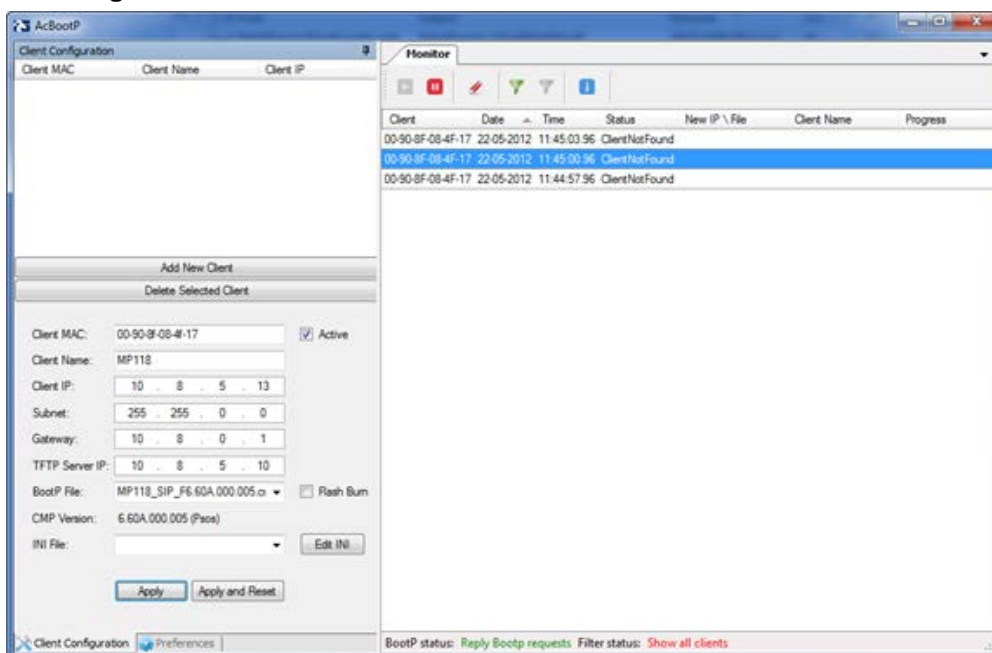 AcBootP
Client Configuration
Client MAC Client Name Client IP
Add New Client
Delete Selected Client
Client MAC: 00-90-8f-08-4f-17 Active
Client Name: MP118
Client IP: 10 . 8 . 5 . 13
Subnet: 255 . 255 . 0 . 0
Gateway: 10 . 8 . 0 . 1
TFTP Server IP: 10 . 8 . 5 . 10
BootP File: MP118_SIP_F6.60A.000.005.c Flash Burn
CMP Version: 6.60A.000.005 (Psos)
INI File: Edit INI
Apply Apply and Reset
Client Configuration Preferences
Monitor
Client Date Time Status New IP \ File Client Name Progress
00-90-8F-08-4F-17 22-05-2012 11:45:03.96 ClientNotFound
00-90-8F-08-4F-17 22-05-2012 11:45:00.96 ClientNotFound
00-90-8F-08-4F-17 22-05-2012 11:44:57.96 ClientNotFound
BootP status: Reply Bootp requests Filter status: Show all clients